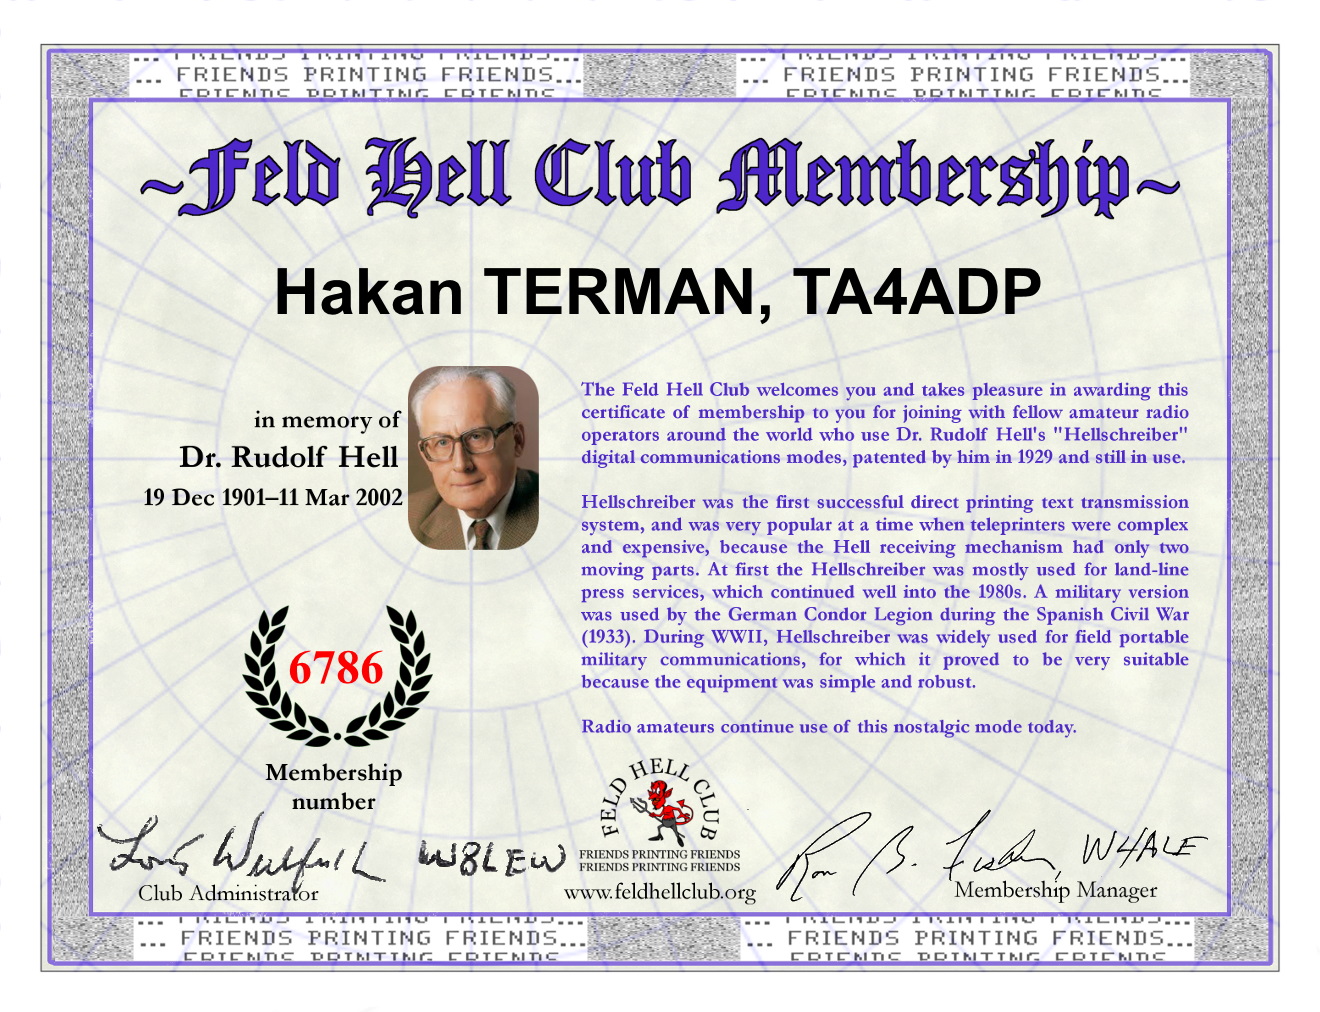 ... FRIENDS PRINTING FRIENDS... ... FRIENDS PRINTING FRIENDS...
~Feld Hell Club Membership~
Hakan TERMAN, TA4ADP
in memory of
Dr. Rudolf Hell
19 Dec 1901–11 Mar 2002
The Feld Hell Club welcomes you and takes pleasure in awarding this
certificate of membership to you for joining with fellow amateur radio
operators around the world who use Dr. Rudolf Hell's "Hellschreiber"
digital communications modes, patented by him in 1929 and still in use.
Hellschreiber was the first successful direct printing text transmission
system, and was very popular at a time when teleprinters were complex
and expensive, because the Hell receiving mechanism had only two
moving parts. At first the Hellschreiber was mostly used for land-line
press services, which continued well into the 1980s. A military version
was used by the German Condor Legion during the Spanish Civil War
(1933). During WWII, Hellschreiber was widely used for field portable
military communications, for which it proved to be very suitable
because the equipment was simple and robust.
Radio amateurs continue use of this nostalgic mode today.
6786
Membership
number
W8LEW
Club Administrator
FELD HELL CLUB
FRIENDS PRINTING FRIENDS
FRIENDS PRINTING FRIENDS
www.feldhellclub.org
Ron B. W4ALE
Membership Manager
... FRIENDS PRINTING FRIENDS... ... FRIENDS PRINTING FRIENDS...